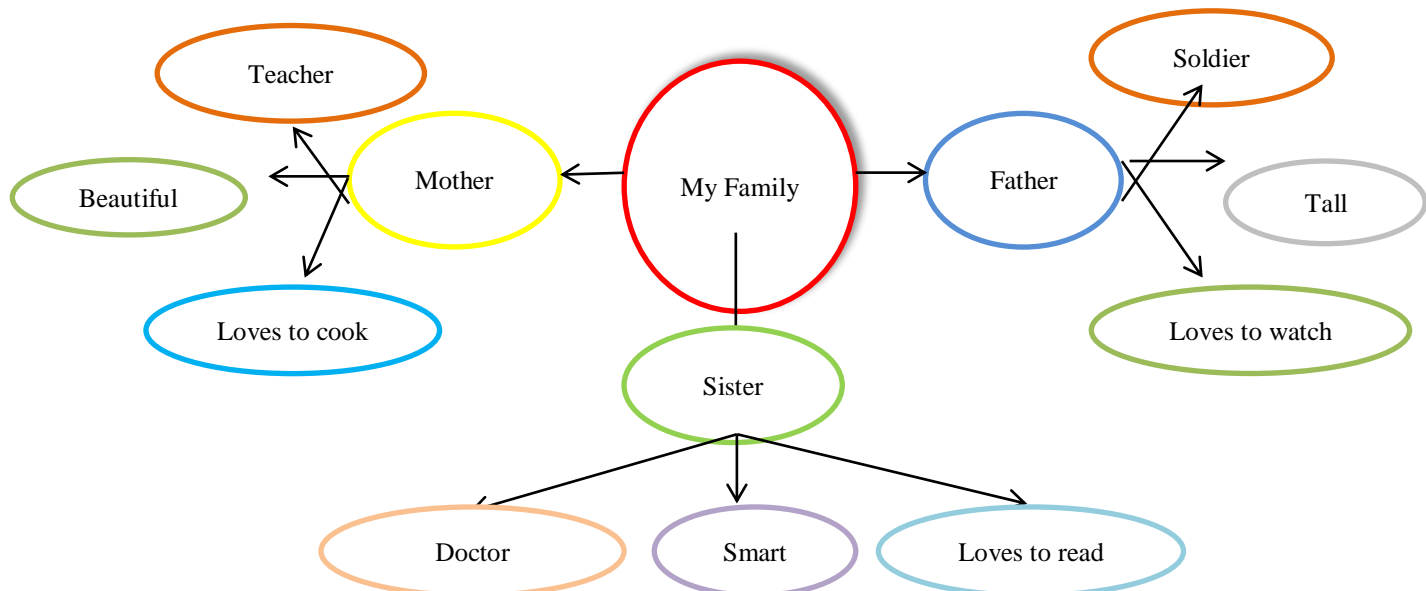 Soldier
Teacher
Mother
My Family
Father
Beautiful
Tall
Loves to cook
Loves to watch
Sister
Doctor
Smart
Loves to read